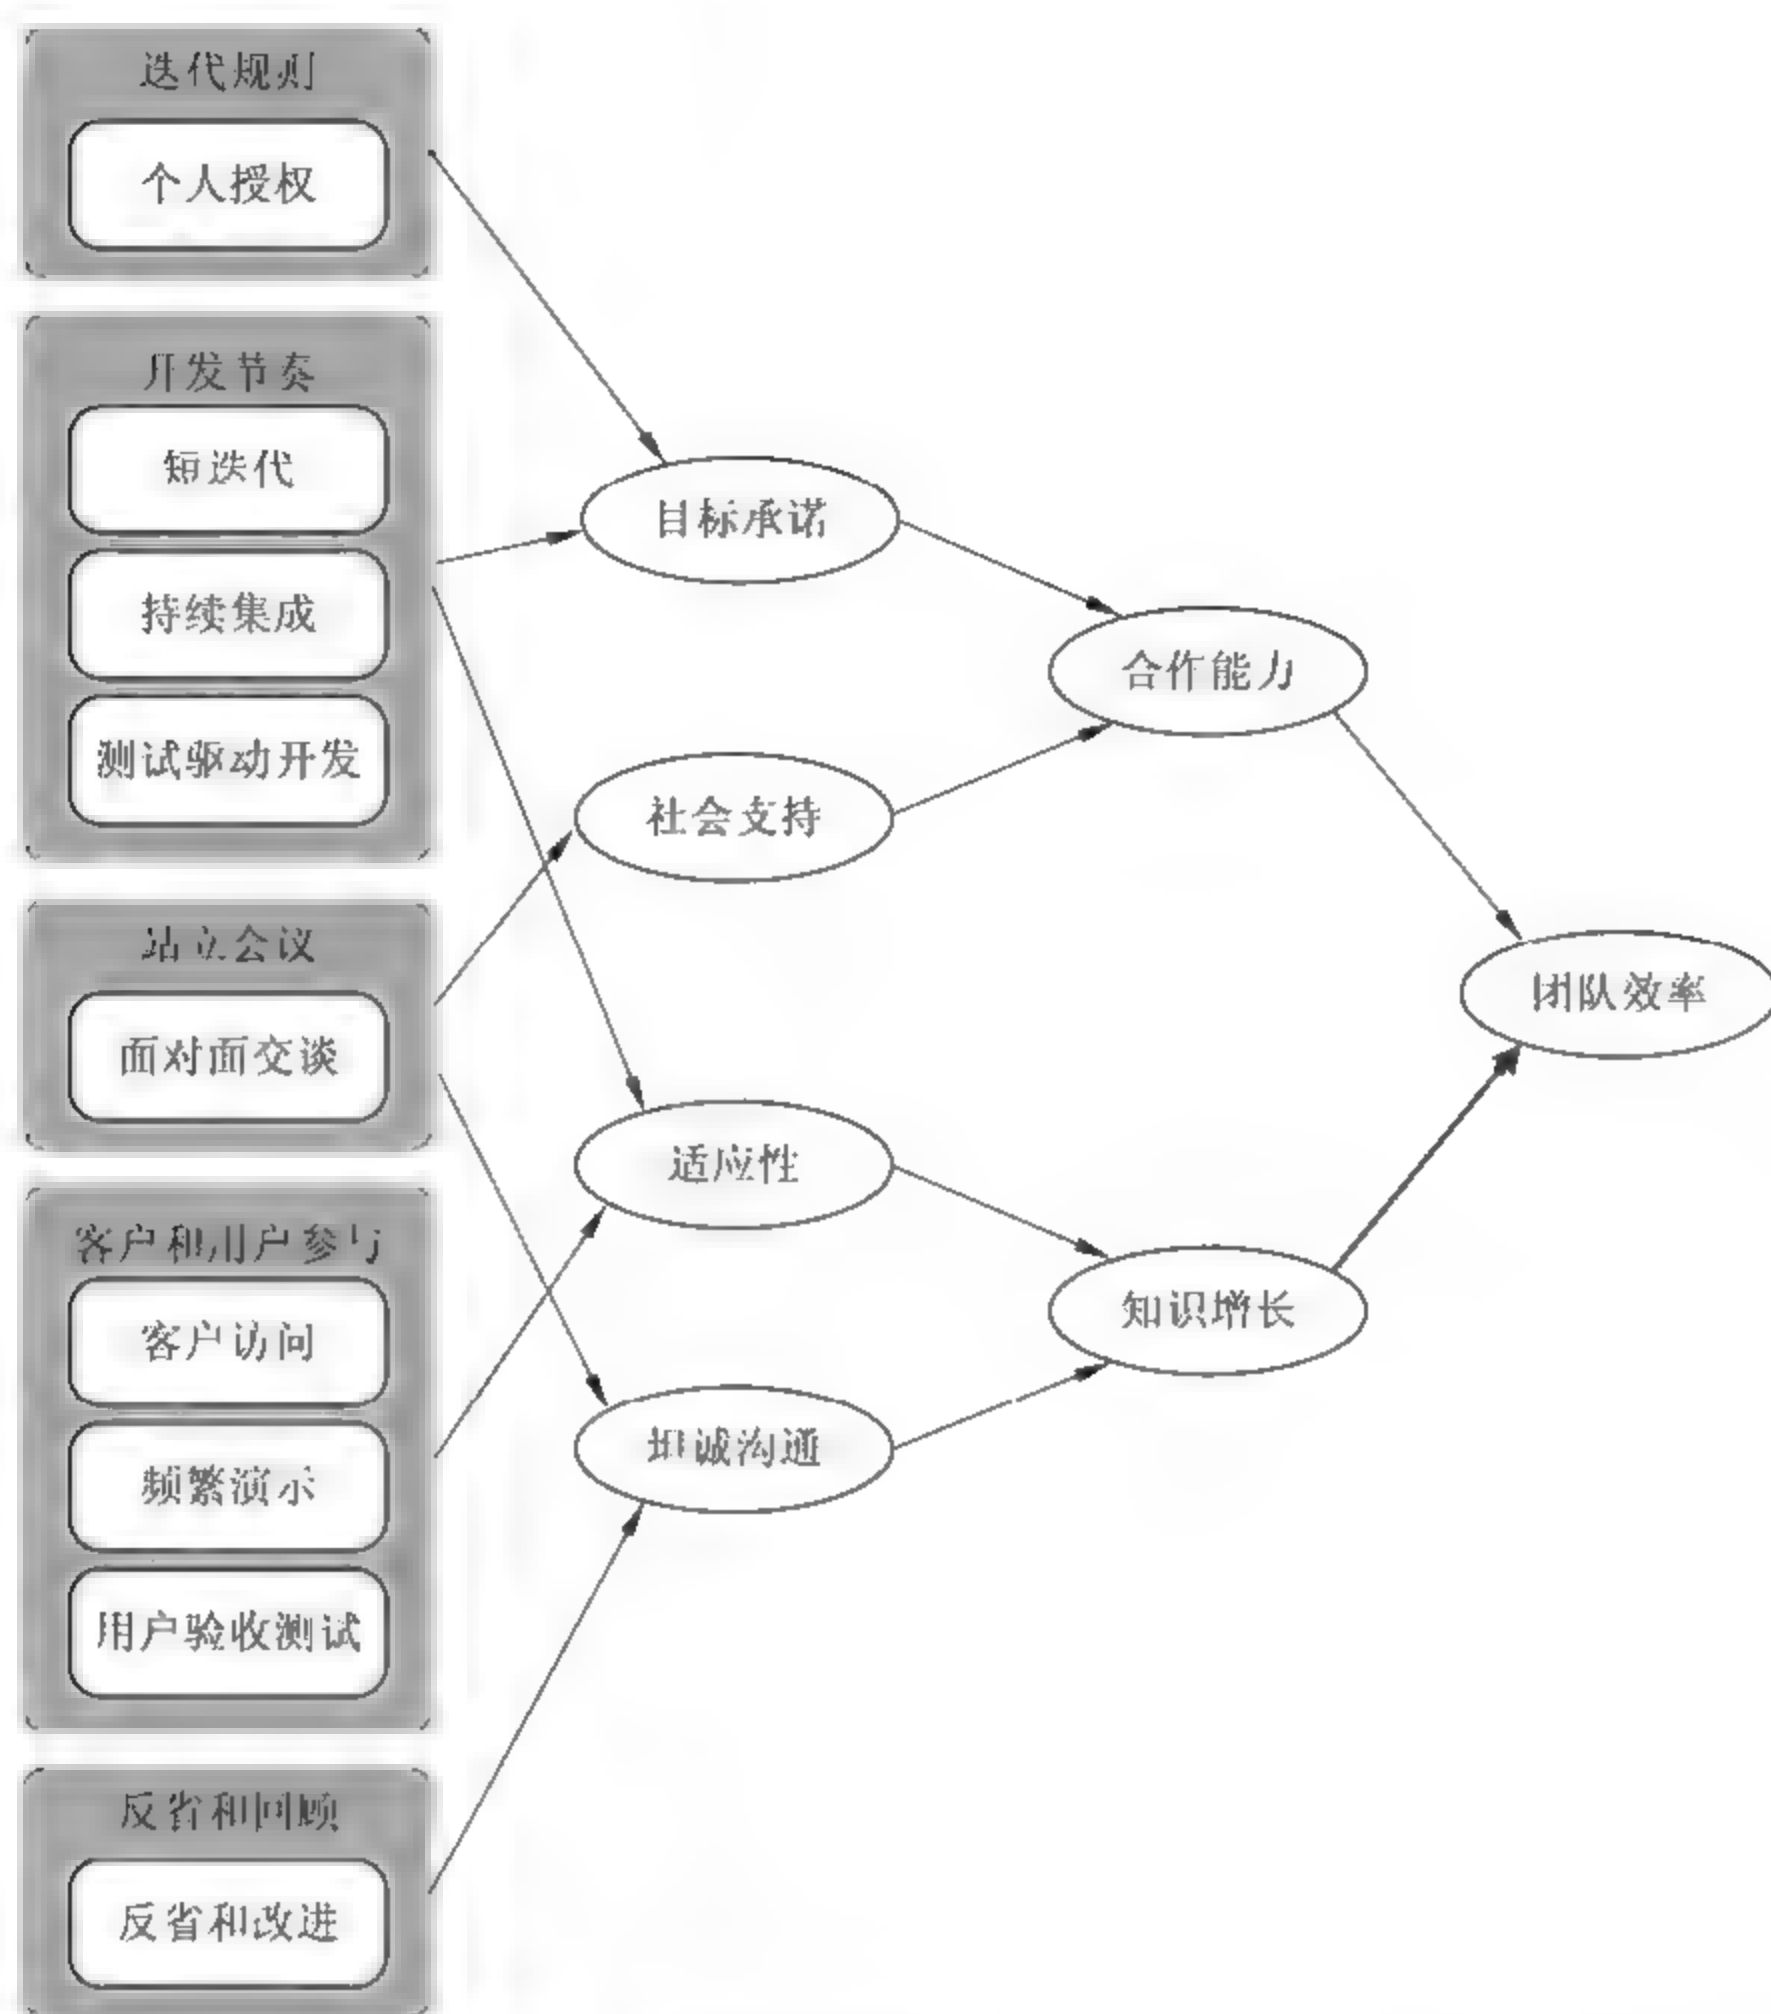 迭代规则
个人授权
开发节奏
短迭代
持续集成
测试驱动开发
站立会议
面对面交谈
客户和用户参与
客户访问
频繁演示
用户验收测试
反省和回顾
反省和改进
目标承诺
社会支持
适应性
坦诚沟通
合作能力
知识增长
团队效率